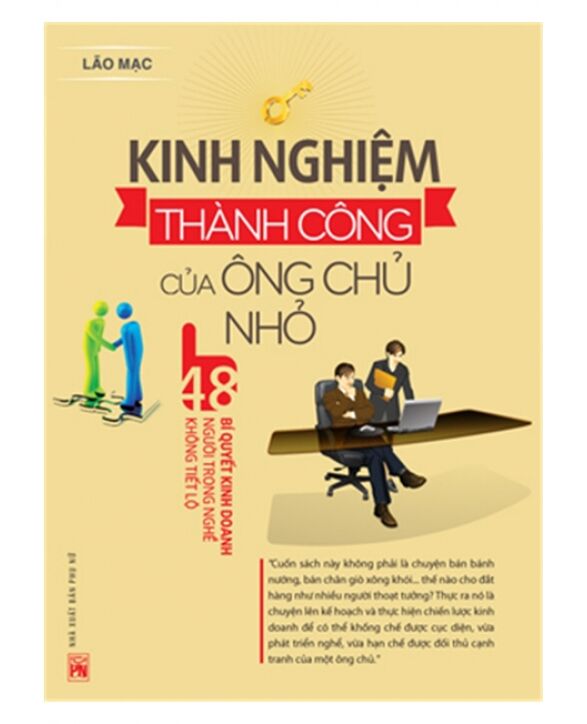 LÃO MẠC
KINH NGHIỆM
THÀNH CÔNG
CỦA ÔNG CHỦ
NHỎ
48
BÍ QUYẾT KINH DOANH
NGƯỜI TRONG NGHỀ
KHÔNG TIẾT LỘ
"Cuốn sách này không phải là chuyện bán bánh
nướng, bán chân giò xông khói... thế nào cho đắt
hàng như nhiều người thoạt tưởng? Thực ra nó là
chuyện lên kế hoạch và thực hiện chiến lược kinh
doanh để có thể khống chế được cục diện, vừa
phát triển nghề, vừa hạn chế được đối thủ cạnh
tranh của một ông chủ."
NHÀ XUẤT BẢN PHỤ NỮ
PN